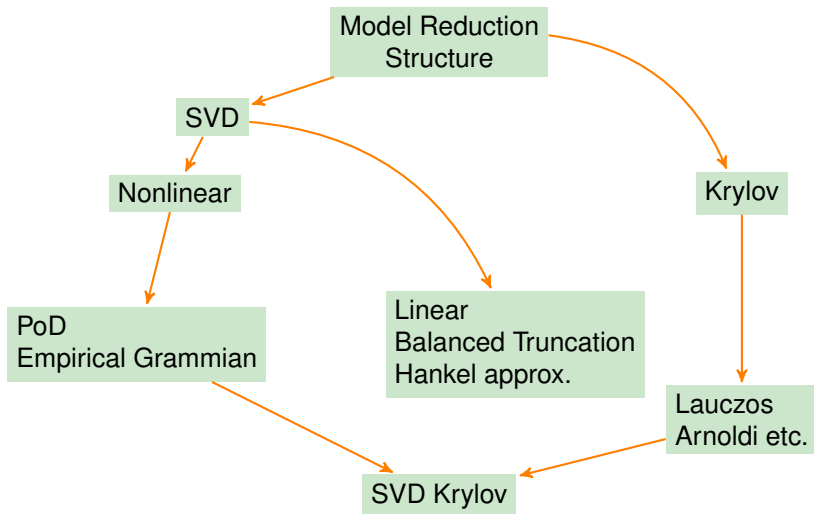 Model Reduction
Structure
SVD
Nonlinear
Krylov
PoD
Empirical Grammian
Linear
Balanced Truncation
Hankel approx.
Lauczos
Arnoldi etc.
SVD Krylov